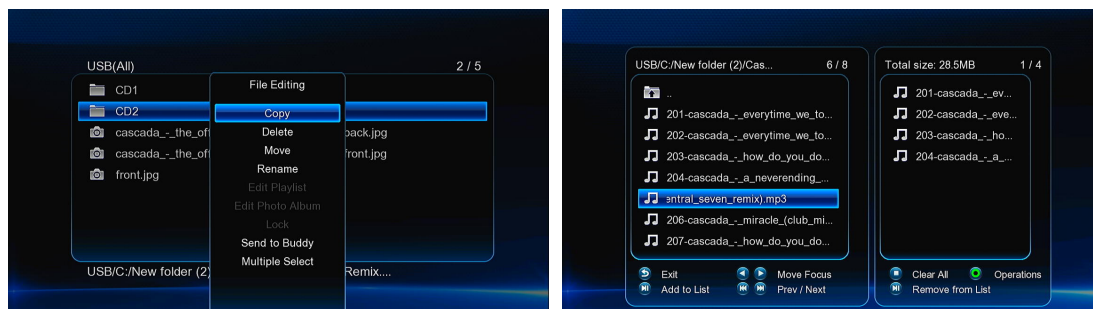 USB(All) 2 / 5
CD1
CD2
cascada_-_the_off
back.jpg
cascada_-_the_off
front.jpg
front.jpg
File Editing
Copy
Delete
Move
Rename
Edit Playlist
Edit Photo Album
Lock
Send to Buddy
Multiple Select
USB/C:/New folder (2)
Remix....
USB/C:/New folder (2)/Cas... 6 / 8
..
201-cascada_-_everytime_we_to...
202-cascada_-_everytime_we_to...
203-cascada_-_how_do_you_do...
204-cascada_-_a_neverending_...
entral_seven_remix).mp3
206-cascada_-_miracle_(club_mi...
207-cascada_-_how_do_you_do...
Exit Move Focus
Add to List Prev / Next
Total size: 28.5MB 1 / 4
201-cascada_-_ev...
202-cascada_-_eve...
203-cascada_-_ho...
204-cascada_-_a_...
Clear All Operations
Remove from List